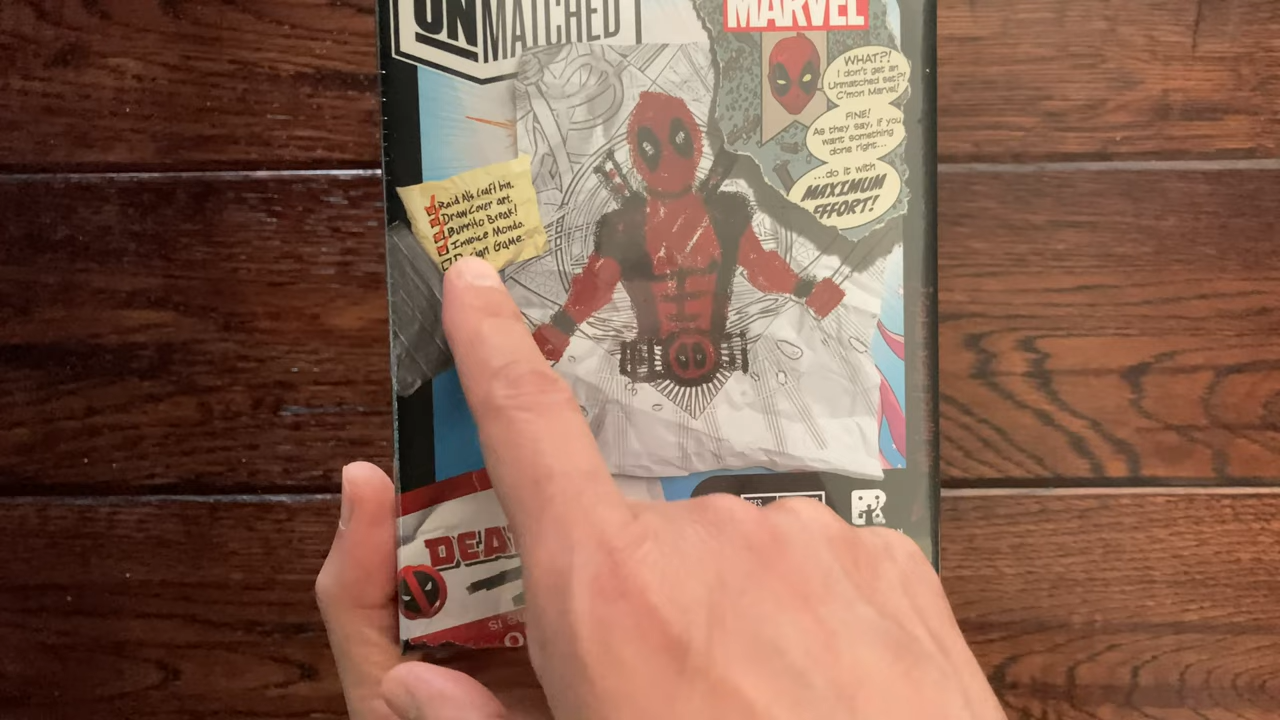 UNMATCHED
MARVEL
WHAT?!
I don't get an
Unmatched set?!
C'mon Marvel!
FINE!
As they say, if you
want something
done right...
...do it with
MAXIMUM
EFFORT!
Raid Al's craft bin.
Draw Cover art.
Burrito Break!
Invoice Mondo.
Game.